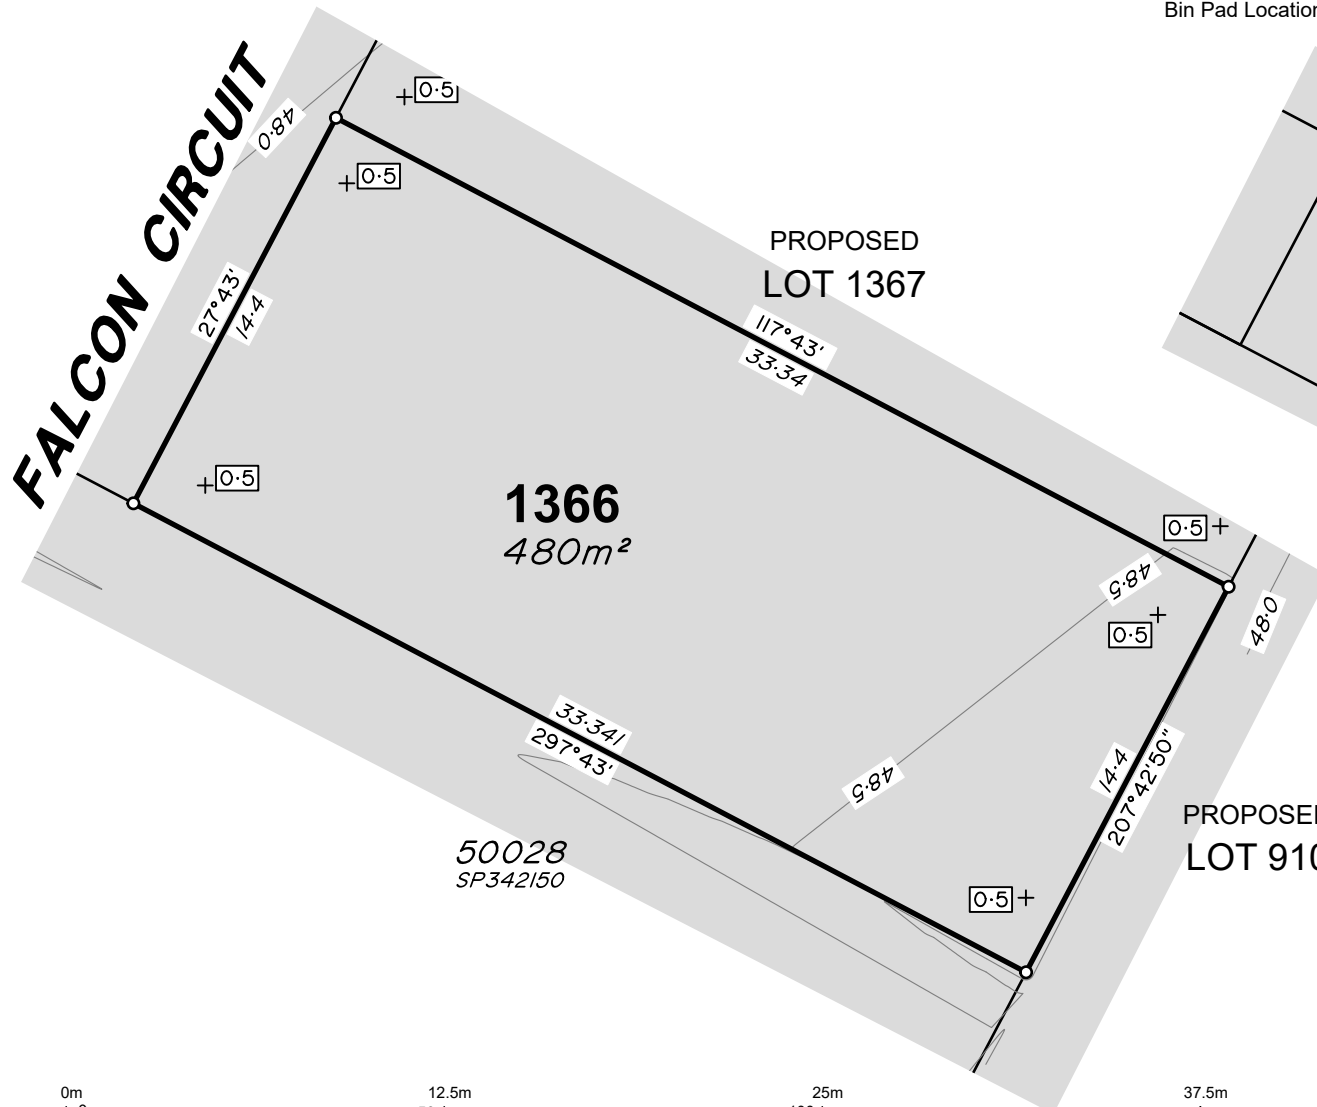 Bin Pad Location
FALCON CIRCUIT
48·0
0·5
0·5
PROPOSED
LOT 1367
27°43'
14·4
117°43'
33·34
0·5
1366
480m²
0·5
48·5
0·5
48·0
33·341
297°43'
48·5
14·4
207°42'50"
PROPOSED
LOT 910
50028
SP342150
0·5
0m 12.5m 25m 37.5m